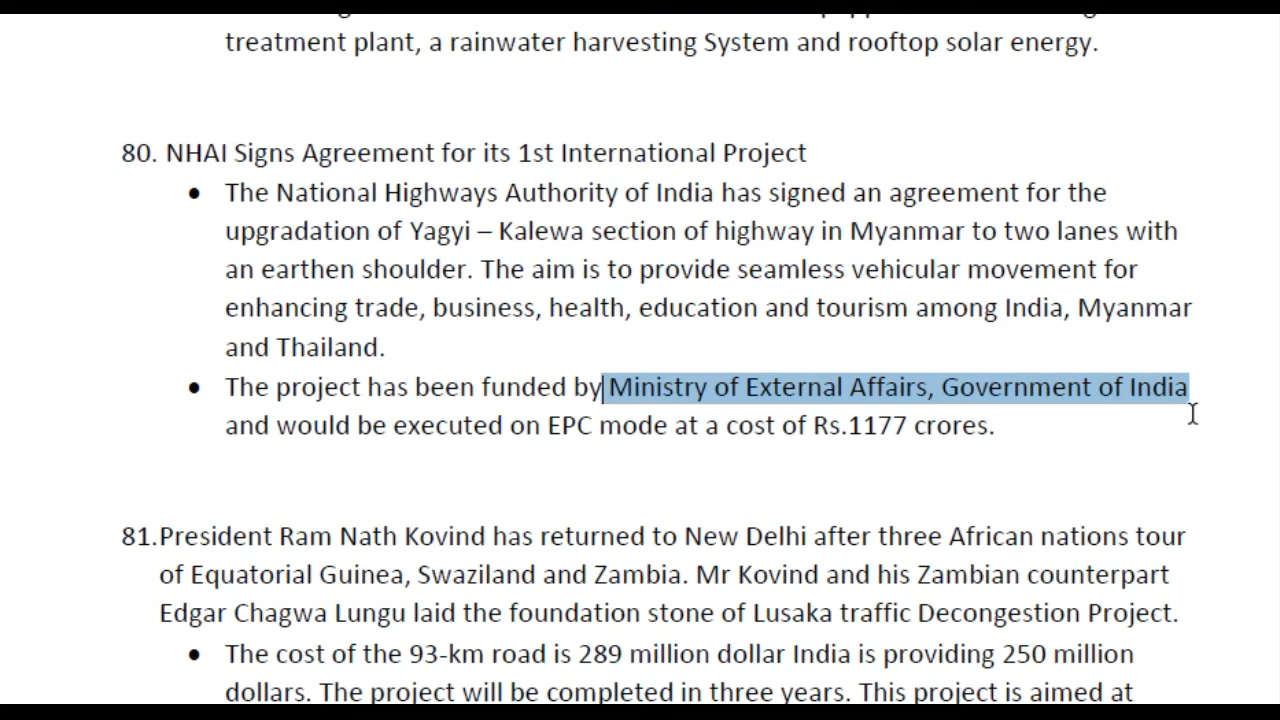 treatment plant, a rainwater harvesting System and rooftop solar energy.
80. NHAI Signs Agreement for its 1st International Project
• The National Highways Authority of India has signed an agreement for the
upgradation of Yagyi – Kalewa section of highway in Myanmar to two lanes with
an earthen shoulder. The aim is to provide seamless vehicular movement for
enhancing trade, business, health, education and tourism among India, Myanmar
and Thailand.
• The project has been funded by Ministry of External Affairs, Government of India
and would be executed on EPC mode at a cost of Rs.1177 crores.
81.President Ram Nath Kovind has returned to New Delhi after three African nations tour
of Equatorial Guinea, Swaziland and Zambia. Mr Kovind and his Zambian counterpart
Edgar Chagwa Lungu laid the foundation stone of Lusaka traffic Decongestion Project.
• The cost of the 93-km road is 289 million dollar India is providing 250 million
dollars. The project will be completed in three years. This project is aimed at